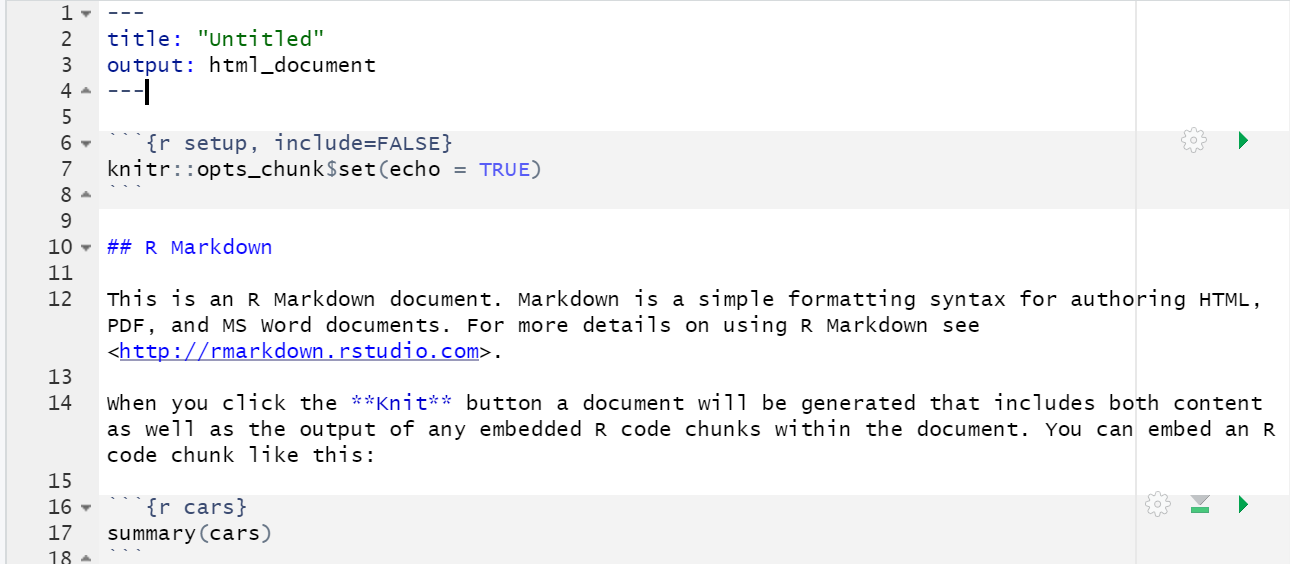 1 ---
2 title: "Untitled"
3 output: html_document
4 ---
5
6 ```{r setup, include=FALSE}
7 knitr::opts_chunk$set(echo = TRUE)
8 ```
9
10 ## R Markdown
11
12 This is an R Markdown document. Markdown is a simple formatting syntax for authoring HTML,
PDF, and MS Word documents. For more details on using R Markdown see
<http://rmarkdown.rstudio.com>.
13
14 When you click the **Knit** button a document will be generated that includes both content
as well as the output of any embedded R code chunks within the document. You can embed an R
code chunk like this:
15
16 ```{r cars}
17 summary(cars)
18 ```